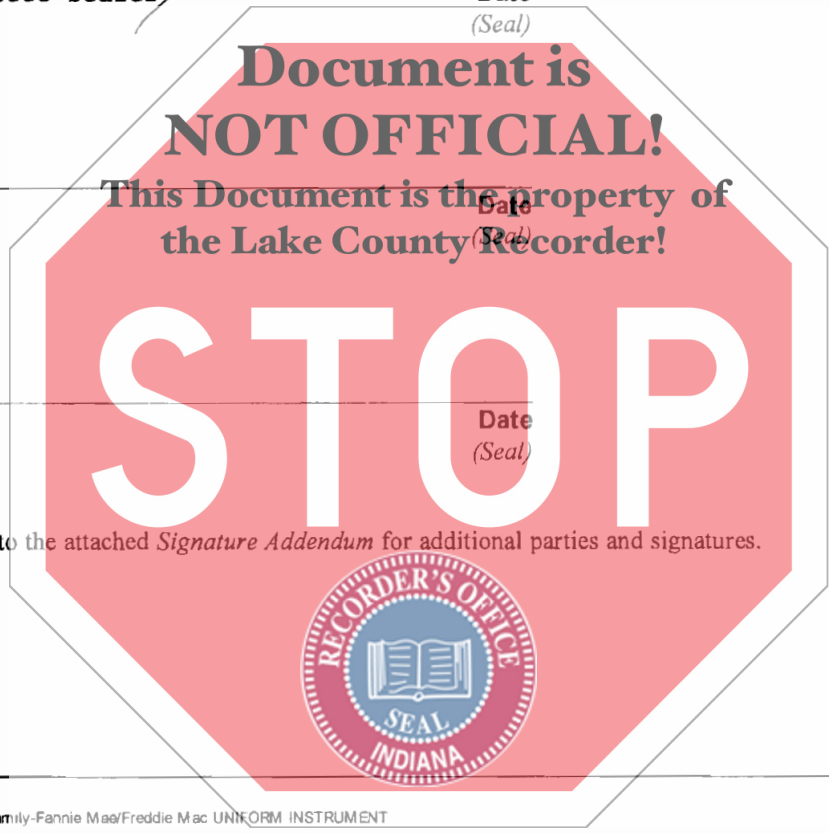 (Seal)
Document is
NOT OFFICIAL!
This Document is the property of
Date
the Lake County Recorder!
(Seal)
STOP
Date
(Seal)
to the attached Signature Addendum for additional parties and signatures.
RECORDER'S OFFICE
SEAL
INDIANA
Fannie Mae/Freddie Mac UNIFORM INSTRUMENT